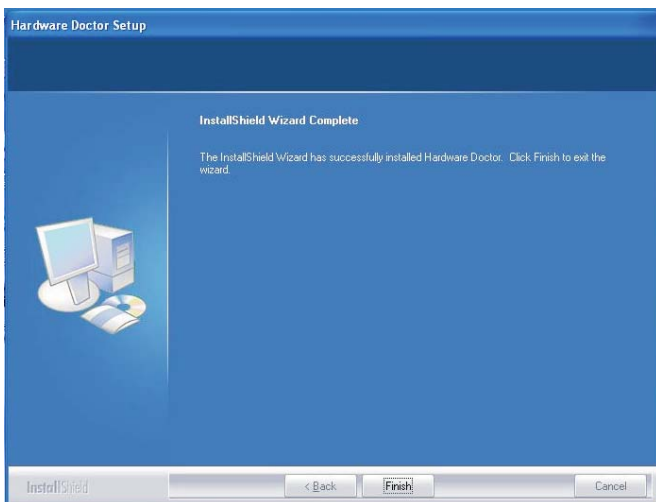 Hardware Doctor Setup
InstallShield Wizard Complete
The InstallShield Wizard has successfully installed Hardware Doctor. Click Finish to exit the
wizard.
InstallShield
< Back
Finish
Cancel